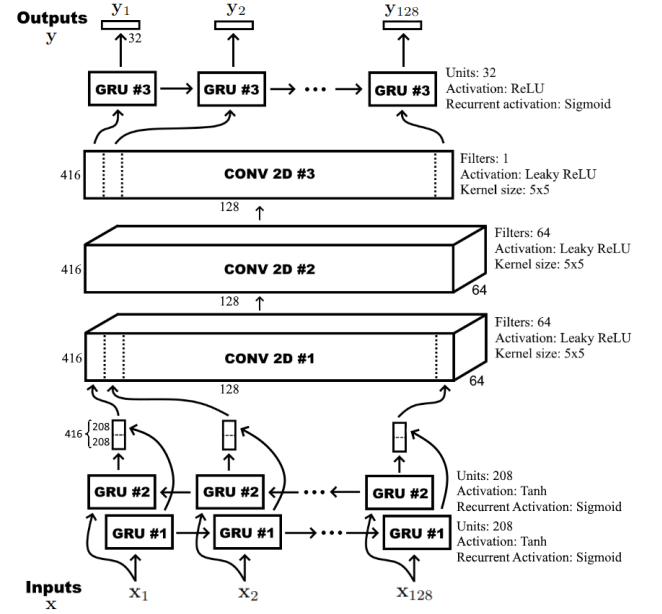 Outputs
y
y1
y2
y128
32
GRU #3
GRU #3
...
GRU #3
Units: 32
Activation: ReLU
Recurrent activation: Sigmoid
416
CONV 2D #3
Filters: 1
Activation: Leaky ReLU
Kernel size: 5x5
128
416
CONV 2D #2
Filters: 64
Activation: Leaky ReLU
Kernel size: 5x5
64
128
416
CONV 2D #1
Filters: 64
Activation: Leaky ReLU
Kernel size: 5x5
64
128
416
208
208
GRU #2
GRU #2
...
GRU #2
Units: 208
Activation: Tanh
Recurrent Activation: Sigmoid
GRU #1
GRU #1
...
GRU #1
Units: 208
Activation: Tanh
Recurrent Activation: Sigmoid
Inputs
x
x1
x2
x128